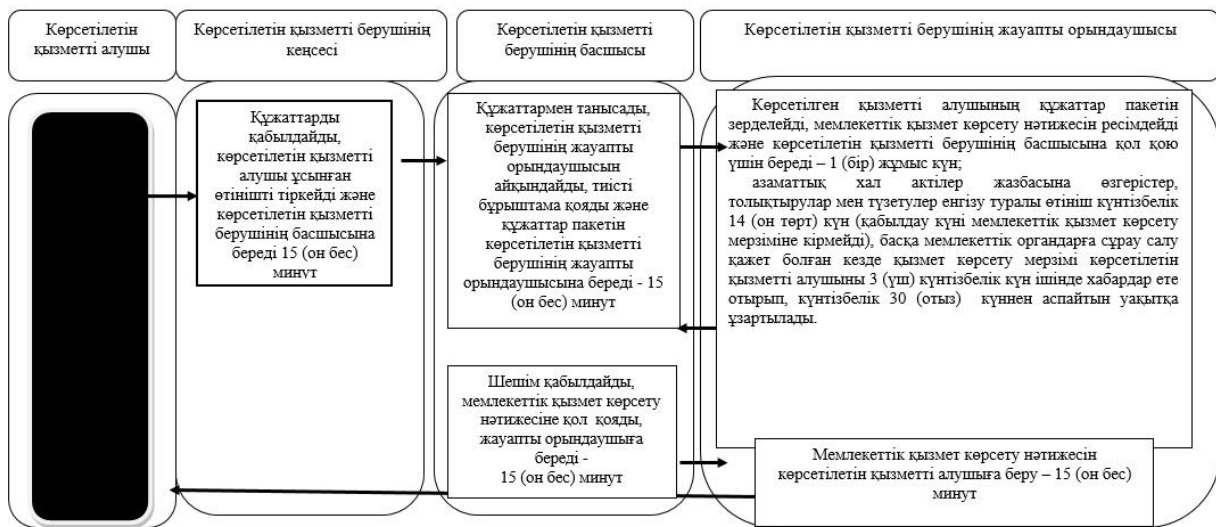 Көрсетілетін
қызметті алушы
Көрсетілетін қызметті берушінің
кеңсесі
Көрсетілетін қызметті
берушінің басшысы
Көрсетілетін қызметті берушінің жауапты орындаушысы
Құжаттарды
қабылдайды,
көрсетілетін қызметті
алушы ұсынған
өтінішті тіркейді және
көрсетілетін қызметті
берушінің басшысына
береді 15 (он бес)
минут
Құжаттармен танысады,
көрсетілетін қызметті
берушінің жауапты
орындаушысын
айқындайды, тиісті
бұрыштама қояды және
құжаттар пакетін
көрсетілетін қызметті
берушінің жауапты
орындаушысына береді - 15
(он бес) минут
Көрсетілген қызметті алушының құжаттар пакетін
зерделейді, мемлекеттік қызмет көрсету нәтижесін ресімдейді
және көрсетілетін қызметті берушінің басшысына қол қою
үшін береді – 1 (бір) жұмыс күн;
азаматтық хал актілер жазбасына өзгерістер,
толықтырулар мен түзетулер енгізу туралы өтініш күнтізбелік
14 (он төрт) күн (қабылдау күні мемлекеттік қызмет көрсету
мерзіміне кірмейді), басқа мемлекеттік органдарға сұрау салу
қажет болған кезде қызмет көрсету мерзімі көрсетілетін
қызметті алушыны 3 (үш) күнтізбелік күн ішінде хабардар ете
отырып, күнтізбелік 30 (отыз) күннен аспайтын уақытқа
ұзартылады.
Шешім қабылдайды,
мемлекеттік қызмет көрсету
нәтижесіне қол қояды,
жауапты орындаушыға
береді -
15 (он бес) минут
Мемлекеттік қызмет көрсету нәтижесін
көрсетілетін қызметті алушыға беру – 15 (он бес)
минут